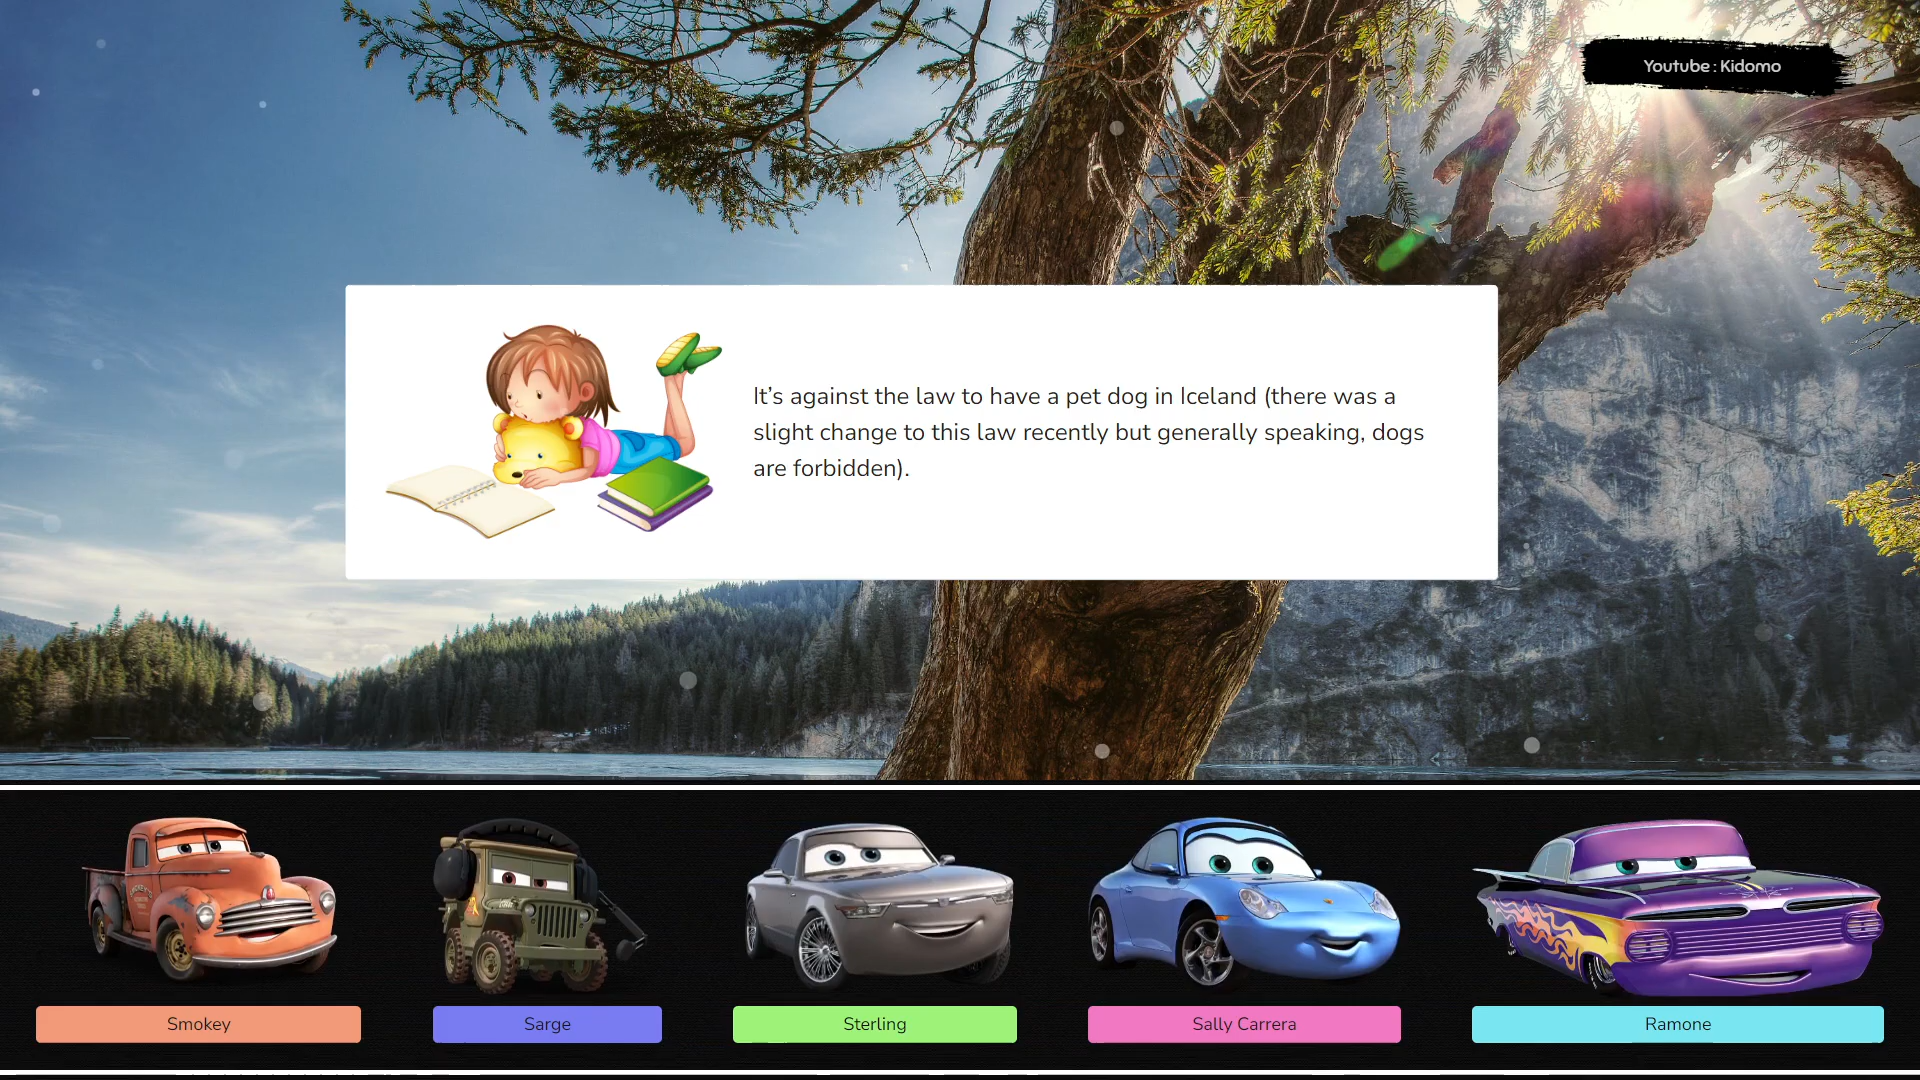 Youtube : Kidomo
It’s against the law to have a pet dog in Iceland (there was a
slight change to this law recently but generally speaking, dogs
are forbidden).
Smokey
Sarge
Sterling
Sally Carrera
Ramone